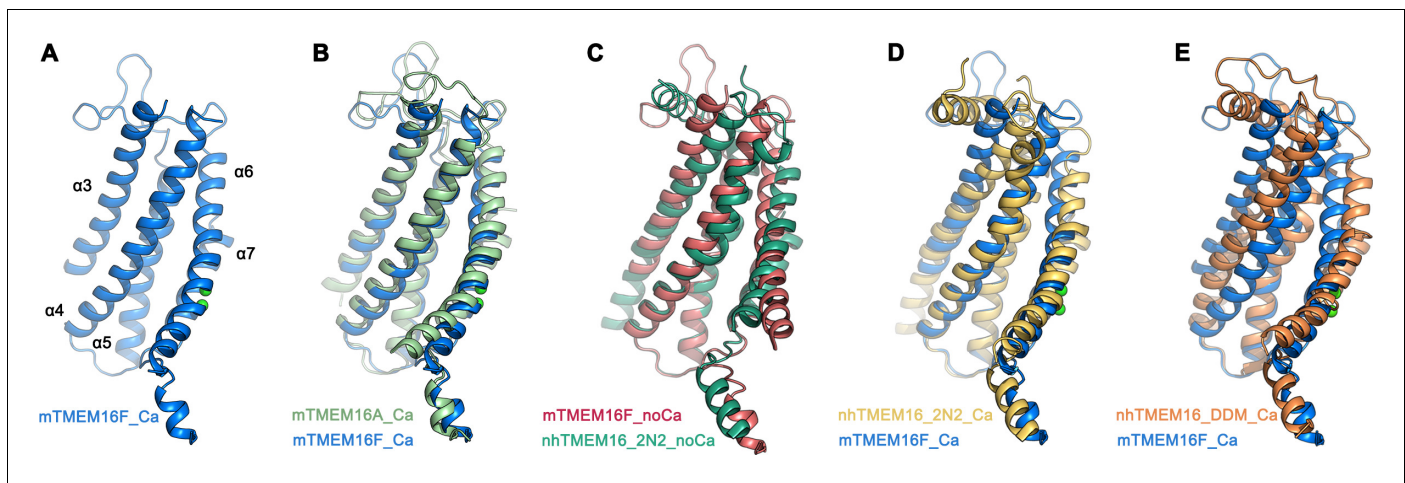 A
B
C
D
E
α3
α6
α7
α4
α5
mTMEM16F_Ca
mTMEM16A_Ca
mTMEM16F_Ca
mTMEM16F_noCa
nhTMEM16_2N2_noCa
nhTMEM16_2N2_Ca
mTMEM16F_Ca
nhTMEM16_DDM_Ca
mTMEM16F_Ca